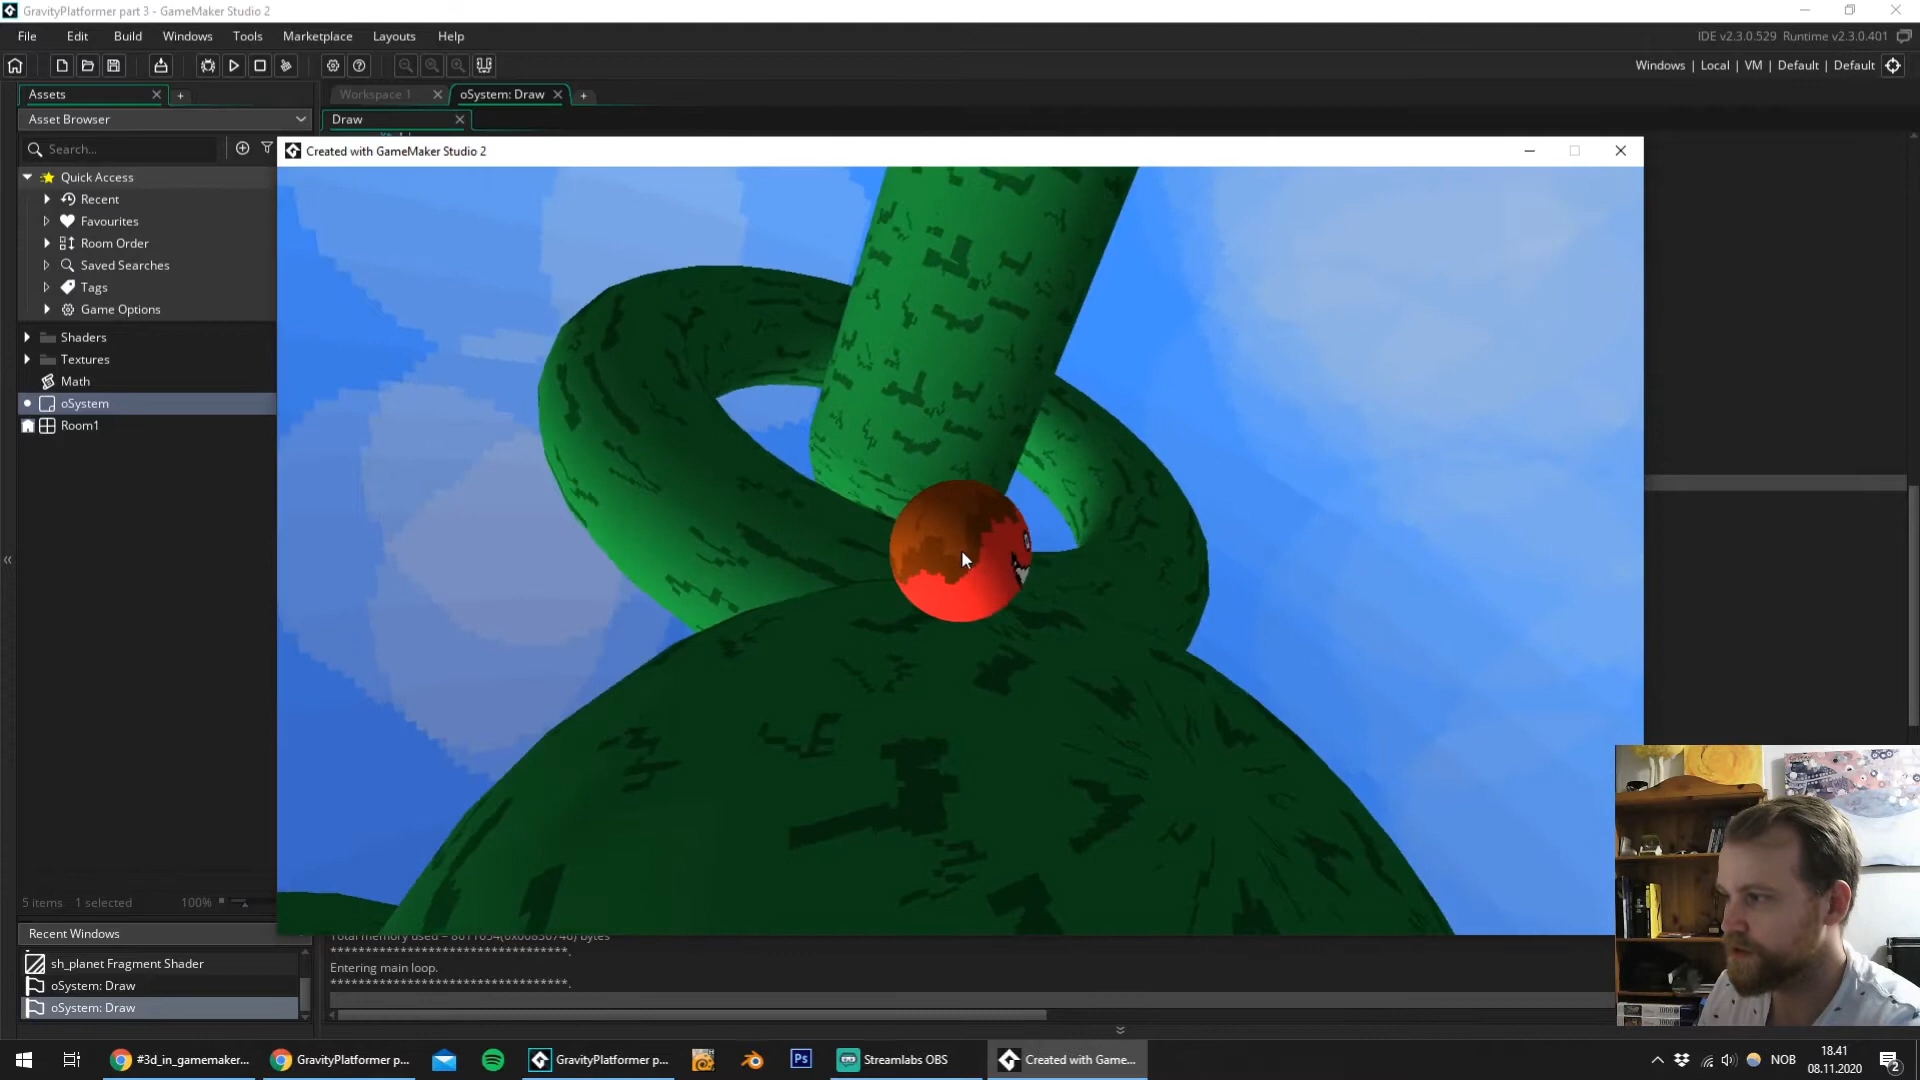 GravityPlatformer part 3 - GameMaker Studio 2
File Edit Build Windows Tools Marketplace Layouts Help
IDE v2.3.0.529 Runtime v2.3.0.401
Windows | Local | VM | Default | Default
Assets
Workspace 1
oSystem: Draw
Asset Browser
Draw
Search...
Created with GameMaker Studio 2
Quick Access
Recent
Favourites
Room Order
Saved Searches
Tags
Game Options
Shaders
Textures
Math
oSystem
Room1
5 items 1 selected 100%
Recent Windows
sh_planet Fragment Shader
oSystem: Draw
oSystem: Draw
***********************************.
Entering main loop.
***********************************.
#3d_in_gamemaker...
GravityPlatformer p...
GravityPlatformer p...
Ps
Streamlabs OBS
Created with Game...
NOB
18.41
08.11.2020
2